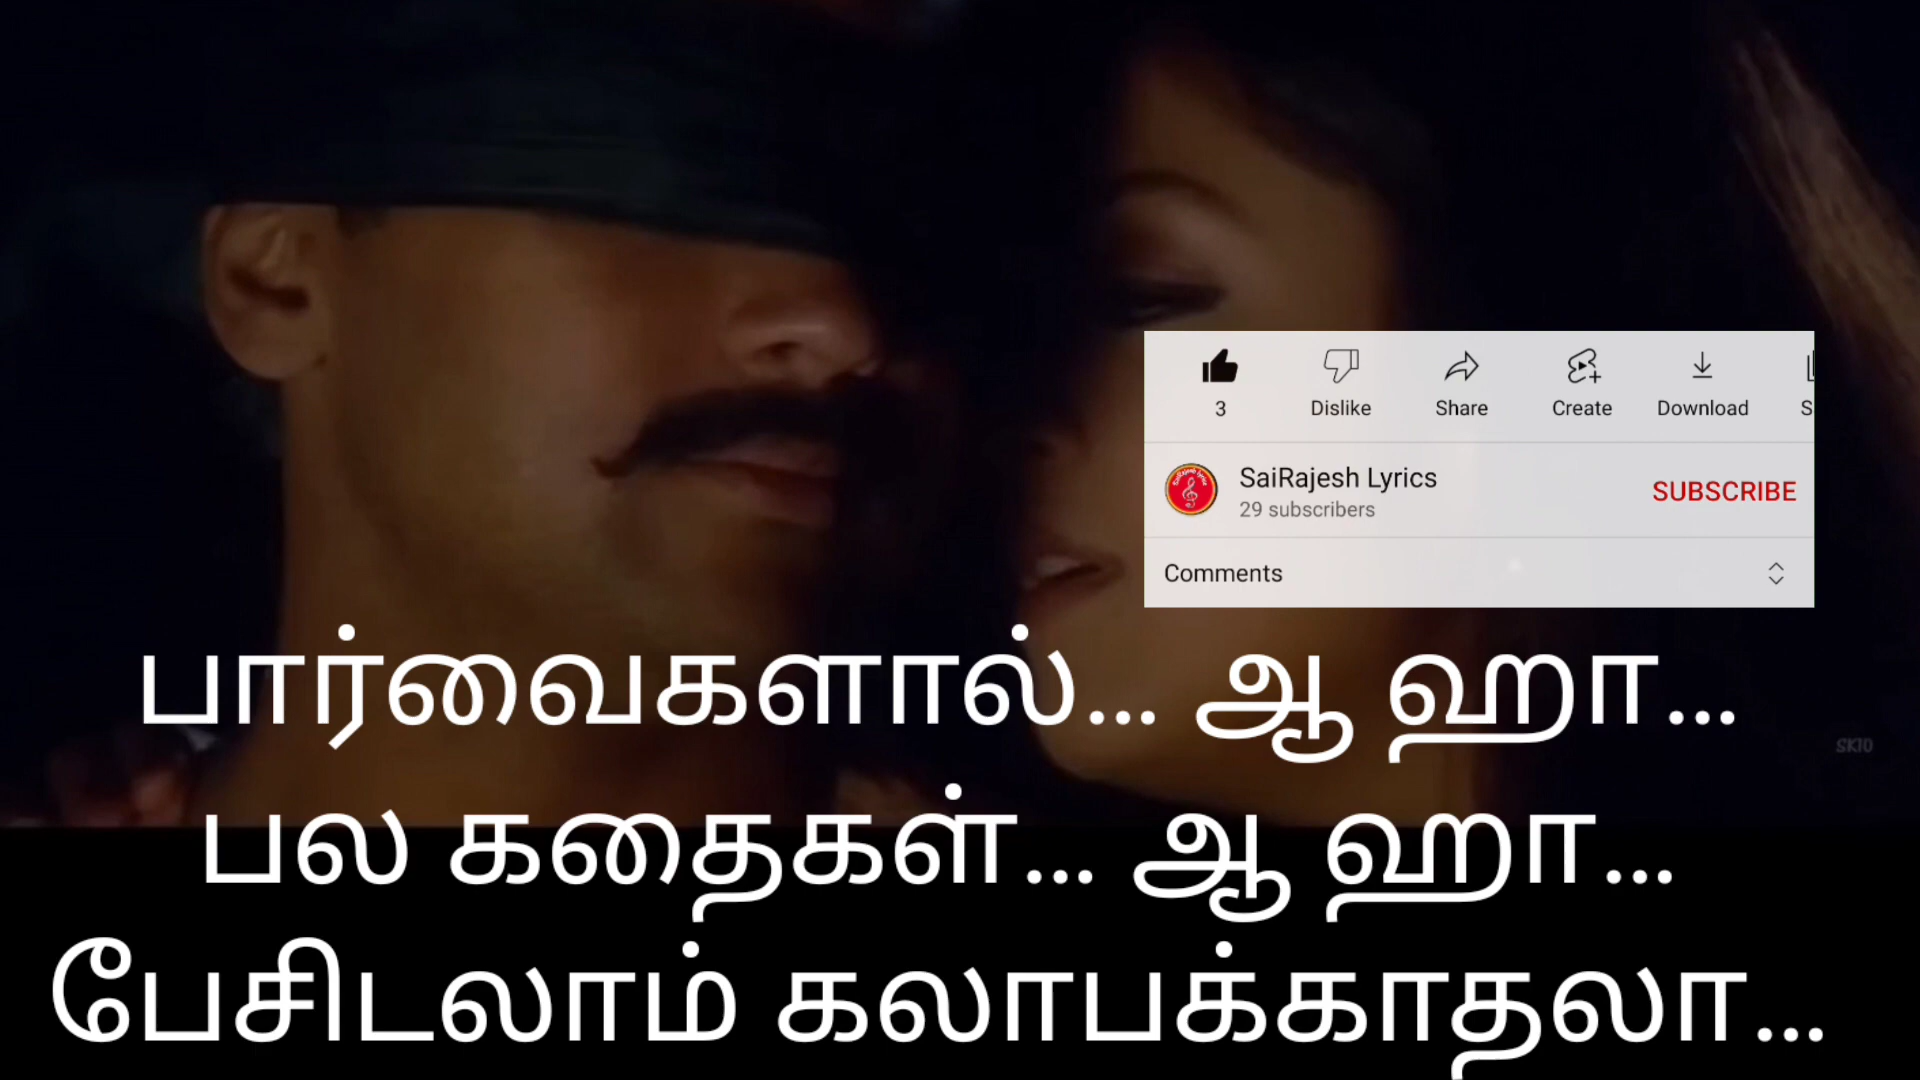 3
Dislike
Share
Create
Download
S
SaiRajesh Lyrics
29 subscribers
SUBSCRIBE
Comments
பார்வைகளால்... ஆ ஹா...
SK10
பல கதைகள்... ஆ ஹா...
பேசிடலாம் கலாபக்காதலா...